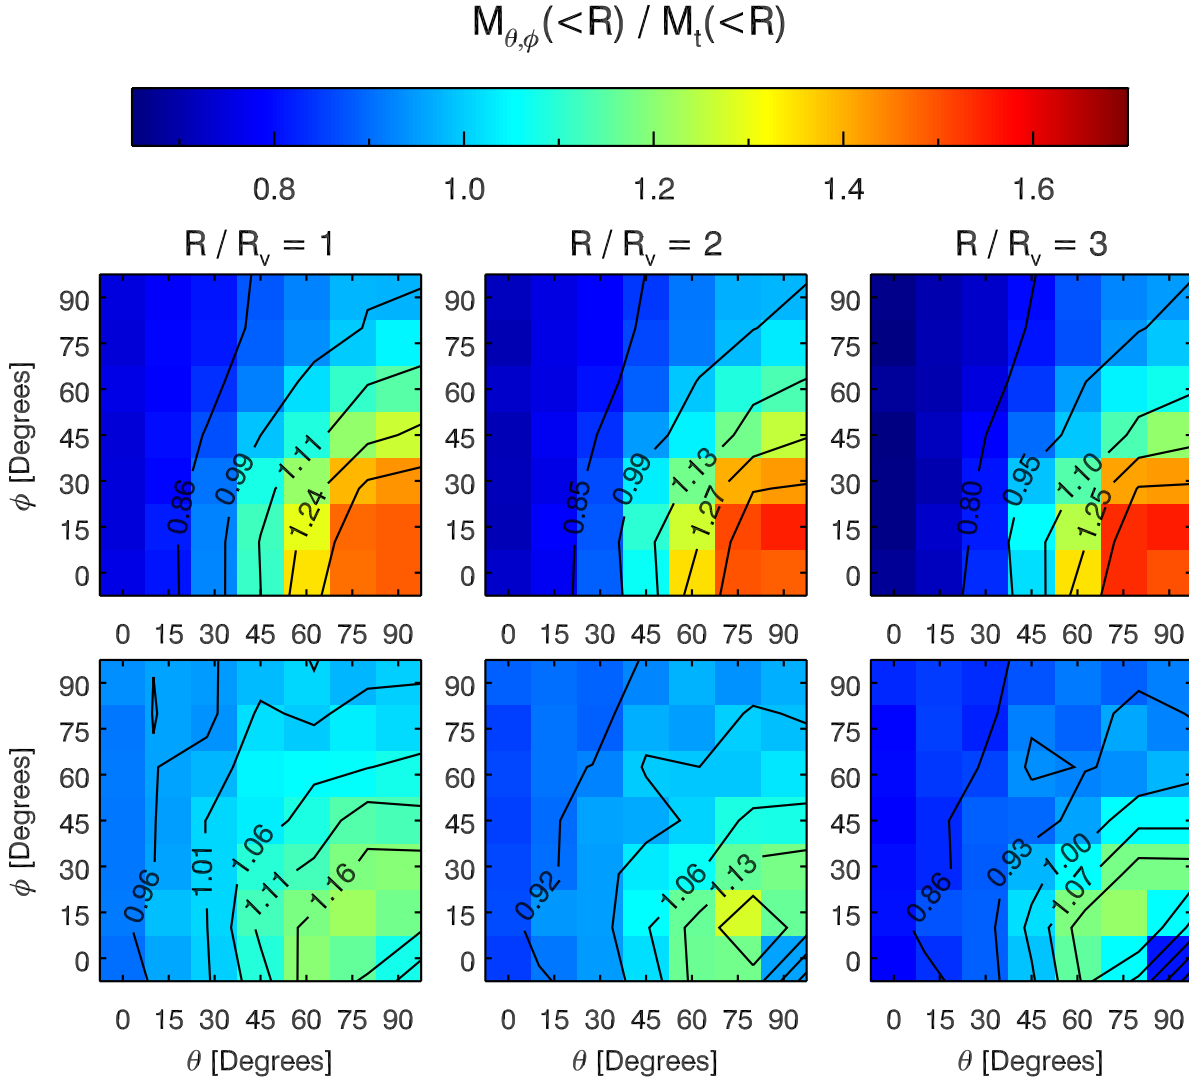 M_θ,ϕ(<R) / M_t(<R)
0.8 1.0 1.2 1.4 1.6
R / R_v = 1 R / R_v = 2 R / R_v = 3
ϕ [Degrees]
90
75
60
45
30
15
0
0.86 0.99 1.11 1.24
0.85 0.99 1.13 1.27
0.80 0.95 1.10 1.25
0 15 30 45 60 75 90 0 15 30 45 60 75 90 0 15 30 45 60 75 90
ϕ [Degrees]
90
75
60
45
30
15
0
0.96 1.01 1.06 1.11 1.16
0.92 1.06 1.13
0.86 0.93 1.00 1.07
0 15 30 45 60 75 90 0 15 30 45 60 75 90 0 15 30 45 60 75 90
θ [Degrees] θ [Degrees] θ [Degrees]